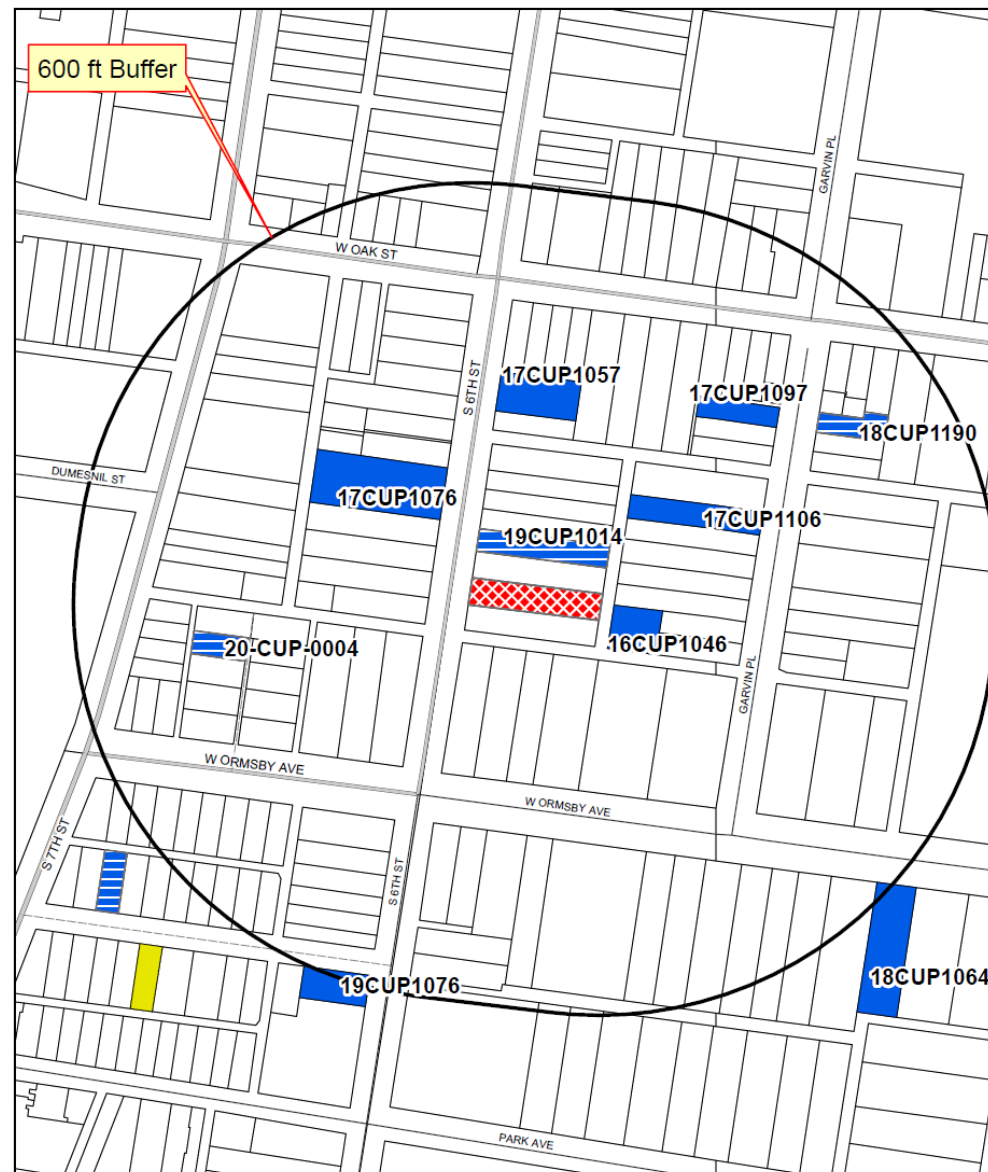 600 ft Buffer
GARVIN PL
W OAK ST
17CUP1057
S 6TH ST
17CUP1097
18CUP1190
DUMESNIL ST
17CUP1076
17CUP1106
19CUP1014
16CUP1046
20-CUP-0004
GARVIN PL
W ORMSBY AVE
W ORMSBY AVE
S 7TH ST
S 6TH ST
18CUP1064
19CUP1076
PARK AVE